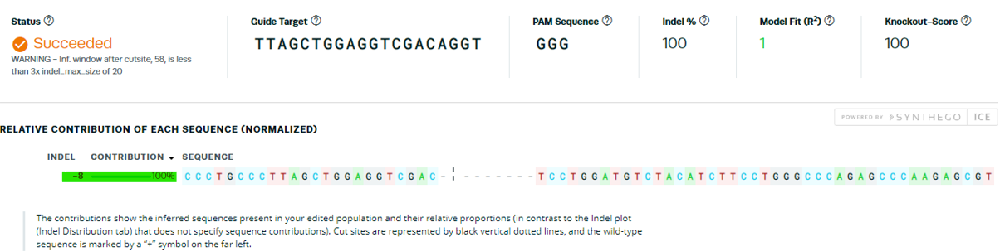 Status Guide Target PAM Sequence Indel % Model Fit (R²) Knockout-Score
Succeeded TTAGCTGGAGGTCGACAGGT GGG 100 1 100
WARNING - Inf. window after cutsite, 58, is less
than 3x indel_max_size of 20
POWERED BY SYNTHEGO ICE
RELATIVE CONTRIBUTION OF EACH SEQUENCE (NORMALIZED)
INDEL CONTRIBUTION SEQUENCE
-8 100% CCCTGCCCTTAGCTGGAGGTCGAC-¦-------TCCTGGATGTCTACATCTTCCTGGGCCCAGAGCCCAAGAGCGT
The contributions show the inferred sequences present in your edited population and their relative proportions (in contrast to the Indel plot
(Indel Distribution tab) that does not specify sequence contributions). Cut sites are represented by black vertical dotted lines, and the wild-type
sequence is marked by a “+” symbol on the far left.